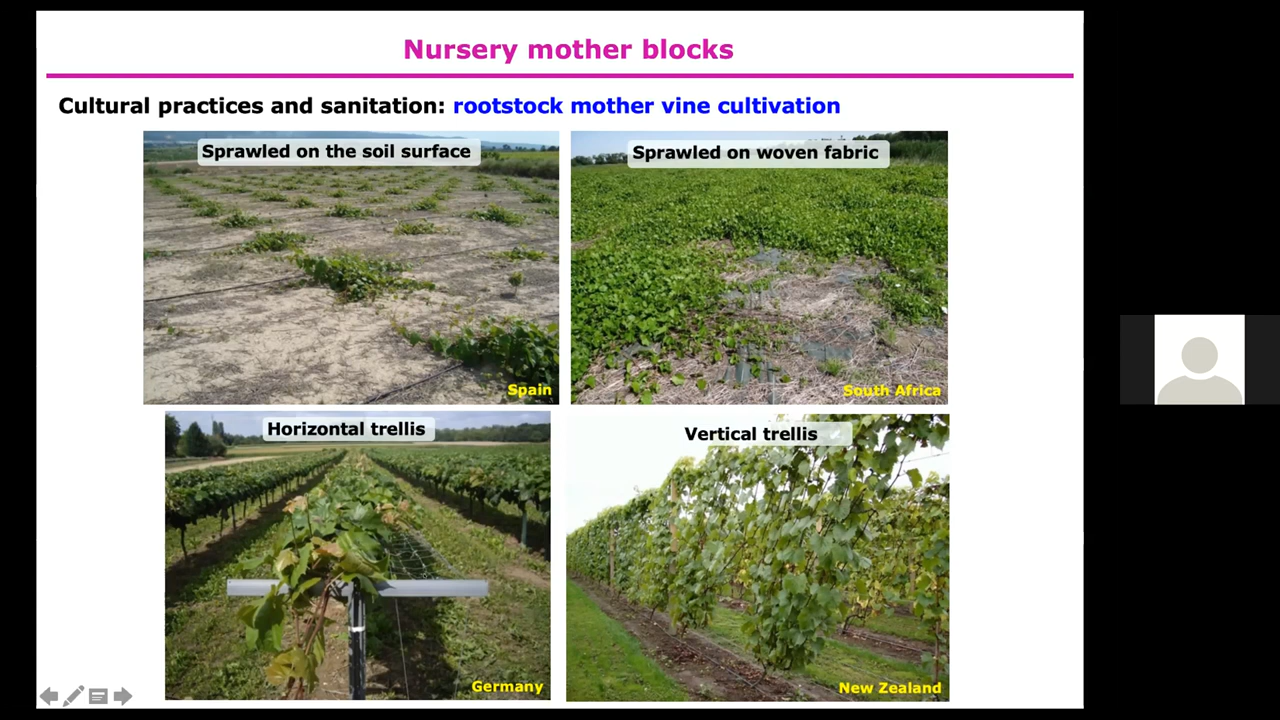 Nursery mother blocks
Cultural practices and sanitation: rootstock mother vine cultivation
Sprawled on the soil surface
Sprawled on woven fabric
Spain
South Africa
Horizontal trellis
Vertical trellis
Germany
New Zealand